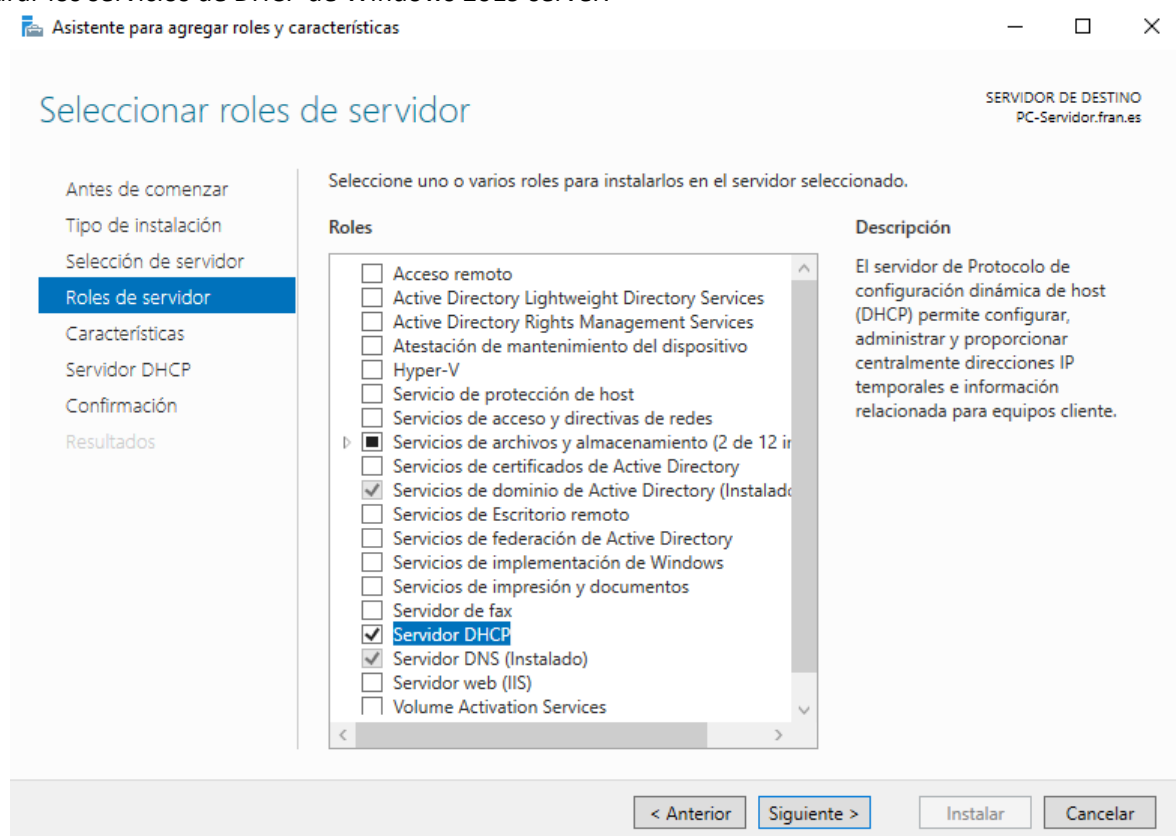 los servicios de DHCP de Windows 2019 server.
Asistente para agregar roles y características
Seleccionar roles de servidor
SERVIDOR DE DESTINO
PC-Servidor.fran.es
Antes de comenzar
Tipo de instalación
Selección de servidor
Roles de servidor
Características
Servidor DHCP
Confirmación
Resultados
Seleccione uno o varios roles para instalarlos en el servidor seleccionado.
Roles
Acceso remoto
Active Directory Lightweight Directory Services
Active Directory Rights Management Services
Atestación de mantenimiento del dispositivo
Hyper-V
Servicio de protección de host
Servicios de acceso y directivas de redes
Servicios de archivos y almacenamiento (2 de 12 in
Servicios de certificados de Active Directory
Servicios de dominio de Active Directory (Instalado
Servicios de Escritorio remoto
Servicios de federación de Active Directory
Servicios de implementación de Windows
Servicios de impresión y documentos
Servidor de fax
Servidor DHCP
Servidor DNS (Instalado)
Servidor web (IIS)
Volume Activation Services
Descripción
El servidor de Protocolo de
configuración dinámica de host
(DHCP) permite configurar,
administrar y proporcionar
centralmente direcciones IP
temporales e información
relacionada para equipos cliente.
< Anterior
Siguiente >
Instalar
Cancelar